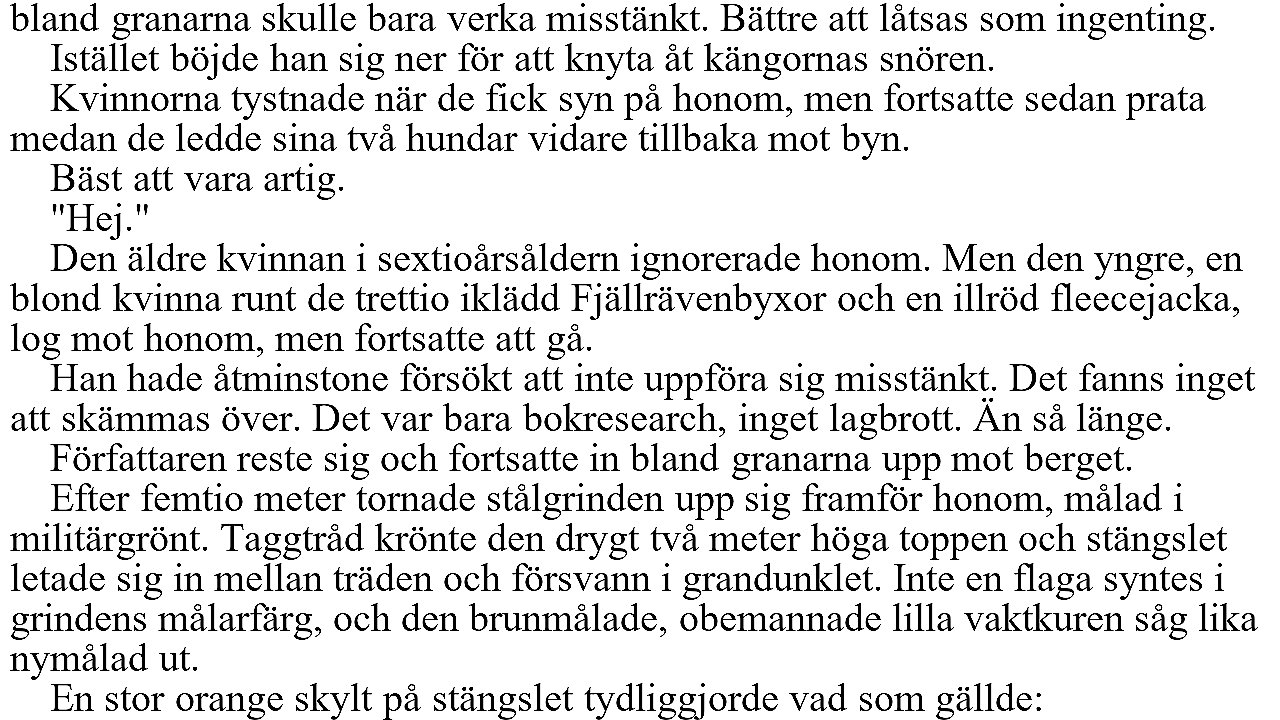 bland granarna skulle bara verka misstänkt. Bättre att låtsas som ingenting.
Istället böjde han sig ner för att knyta åt kängornas snören.
Kvinnorna tystnade när de fick syn på honom, men fortsatte sedan prata
medan de ledde sina två hundar vidare tillbaka mot byn.
Bäst att vara artig.
"Hej."
Den äldre kvinnan i sextioårsåldern ignorerade honom. Men den yngre, en
blond kvinna runt de trettio iklädd Fjällrävenbyxor och en illröd fleecejacka,
log mot honom, men fortsatte att gå.
Han hade åtminstone försökt att inte uppföra sig misstänkt. Det fanns inget
att skämmas över. Det var bara bokresearch, inget lagbrott. Än så länge.
Författaren reste sig och fortsatte in bland granarna upp mot berget.
Efter femtio meter tornade stålgrinden upp sig framför honom, målad i
militärgrönt. Taggtråd krönte den drygt två meter höga toppen och stängslet
letade sig in mellan träden och försvann i grandunklet. Inte en flaga syntes i
grindens målarfärg, och den brunmålade, obemannade lilla vaktkuren såg lika
nymålad ut.
En stor orange skylt på stängslet tydliggjorde vad som gällde: